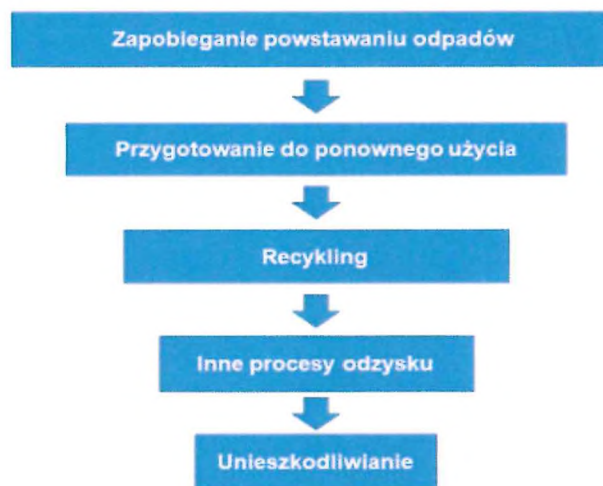 Zapobieganie powstawaniu odpadów
Przygotowanie do ponownego użycia
Recykling
Inne procesy odzysku
Unieszkodliwianie